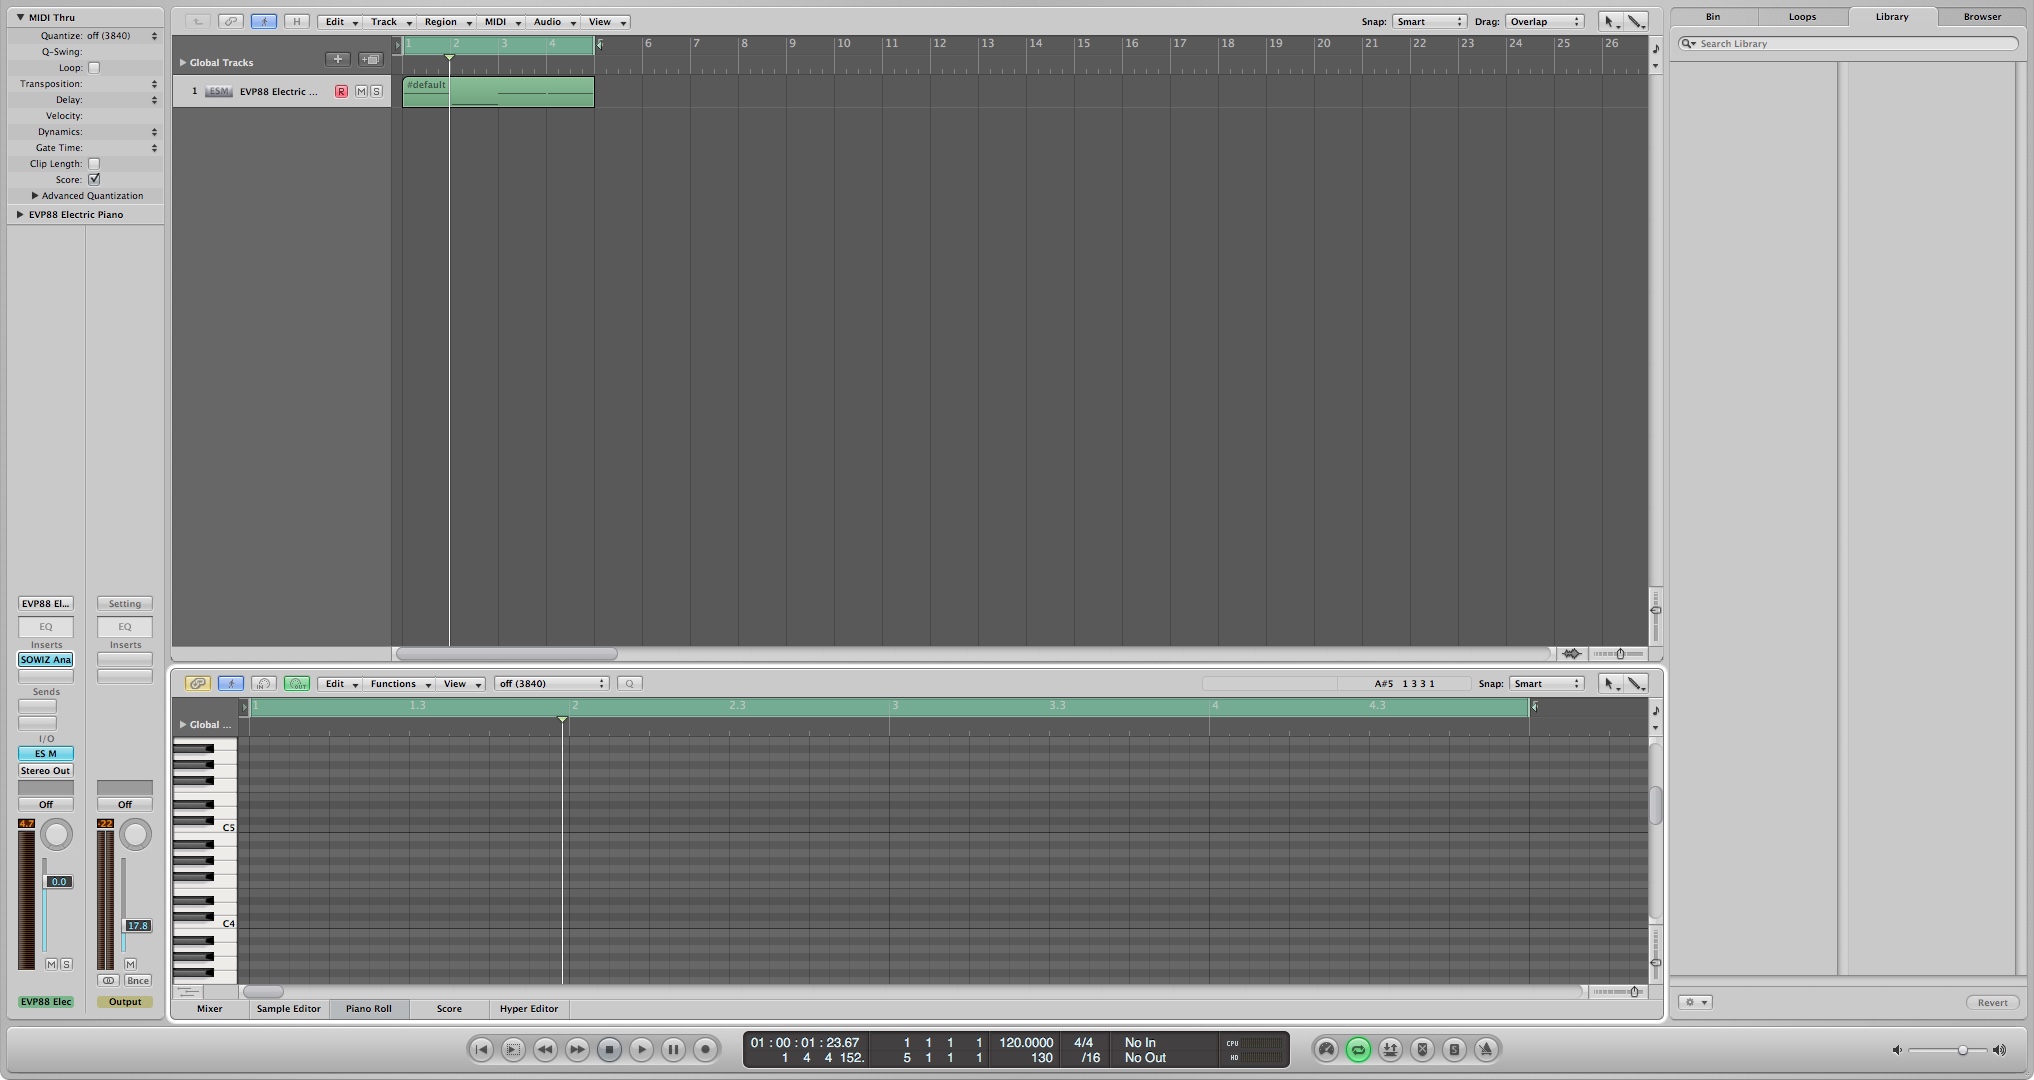 MIDI Thru
Quantize: off (3840)
Q-Swing:
Loop:
Transposition:
Delay:
Velocity:
Dynamics:
Gate Time:
Clip Length:
Score:
Advanced Quantization
EVP88 Electric Piano
H Edit Track Region MIDI Audio View Snap: Smart Drag: Overlap
1 2 3 4 5 6 7 8 9 10 11 12 13 14 15 16 17 18 19 20 21 22 23 24 25 26
Global Tracks
1 ESM EVP88 Electric ... R M S
#default
Bin Loops Library Browser
Search Library
EVP88 El... Setting
EQ EQ
Inserts Inserts
SOWIZ Ana
Sends
I/O
ES M
Stereo Out
Off Off
4.7 -22
0.0
17.8
M S M
Bnce
EVP88 Elec Output
IN OUT Edit Functions View off (3840) Q A#5 1 3 3 1 Snap: Smart
1 1.3 2 2.3 3 3.3 4 4.3
Global ...
C5
C4
Mixer Sample Editor Piano Roll Score Hyper Editor
Revert
01 : 00 : 01 : 23.67 1 1 1 1 120.0000 4/4 No In CPU
1 4 4 152. 5 1 1 1 130 /16 No Out HD
S